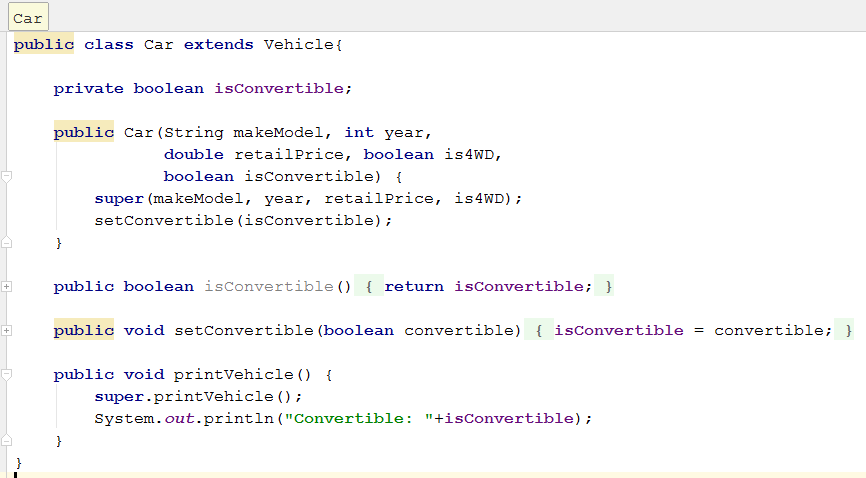 Car
public class Car extends Vehicle{
private boolean isConvertible;
public Car(String makeModel, int year,
double retailPrice, boolean is4WD,
boolean isConvertible) {
super(makeModel, year, retailPrice, is4WD);
setConvertible(isConvertible);
}
public boolean isConvertible() { return isConvertible; }
public void setConvertible(boolean convertible) { isConvertible = convertible; }
public void printVehicle() {
super.printVehicle();
System.out.println("Convertible: "+isConvertible);
}
}